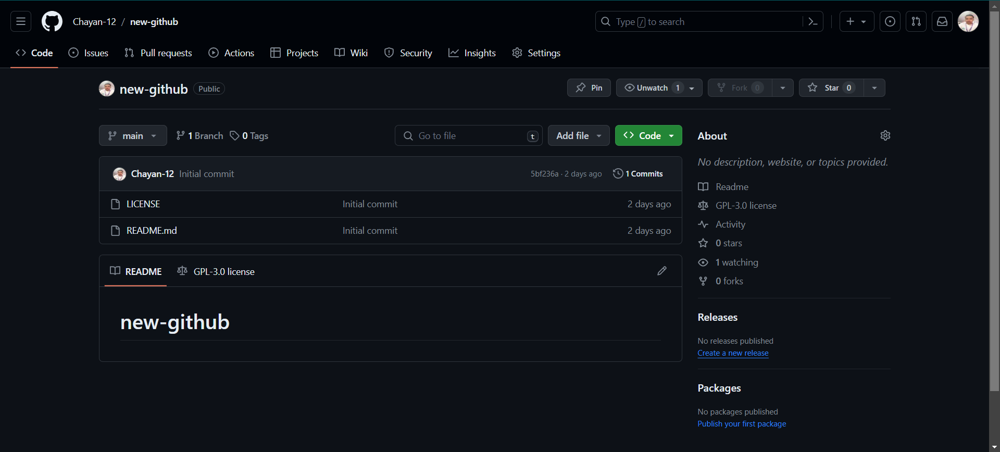 Chayan-12 / new-github
Type / to search
Code Issues Pull requests Actions Projects Wiki Security Insights Settings
new-github Public
Pin Unwatch 1 Fork 0 Star 0
main 1 Branch 0 Tags Go to file t Add file Code
Chayan-12 Initial commit 5bf236a · 2 days ago 1 Commits
LICENSE Initial commit 2 days ago
README.md Initial commit 2 days ago
README GPL-3.0 license
new-github
About
No description, website, or topics provided.
Readme
GPL-3.0 license
Activity
0 stars
1 watching
0 forks
Releases
No releases published
Create a new release
Packages
No packages published
Publish your first package